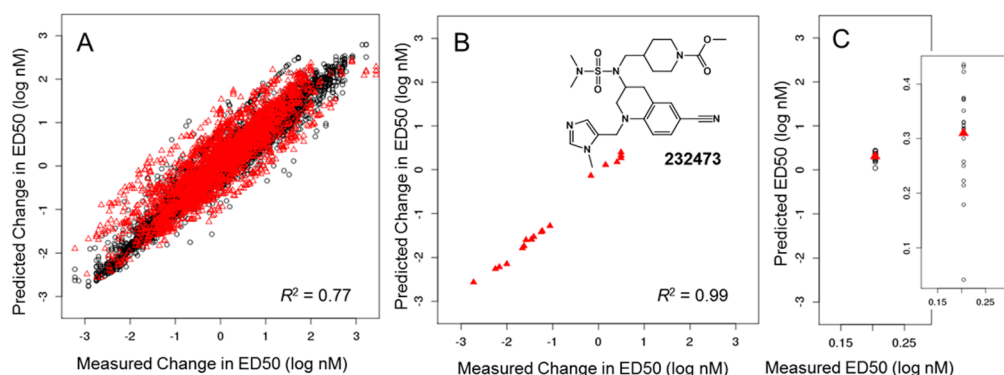 A
Predicted Change in ED50 (log nM)
3
2
1
0
-1
-2
-3
-3
-2
-1
0
1
2
3
R² = 0.77
Measured Change in ED50 (log nM)
B
Predicted Change in ED50 (log nM)
3
2
1
0
-1
-2
-3
-3
-2
-1
0
1
2
3
N
S
O
O
N
N
O
O
N
N
N
N
232473
R² = 0.99
Measured Change in ED50 (log nM)
C
Predicted ED50 (log nM)
3
2
1
0
-1
-2
-3
0.15
0.25
0.4
0.3
0.2
0.1
0.15
0.25
Measured ED50 (log nM)